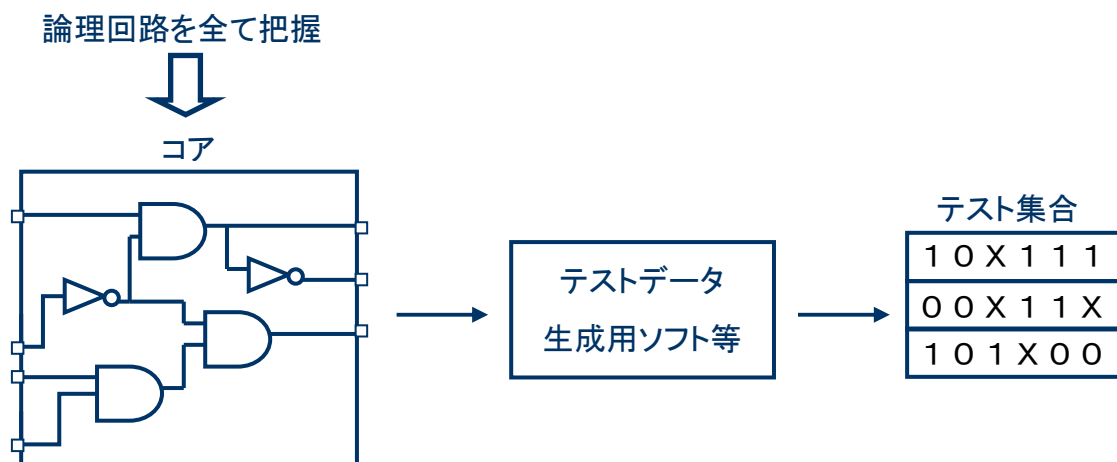 論理回路を全て把握
コア
テストデータ
生成用ソフト等
テスト集合
10X111
00X11X
101X00